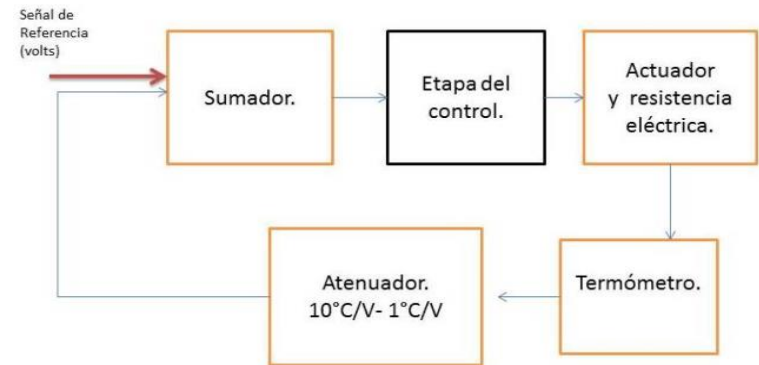 Señal de
Referencia
(volts)
Sumador.
Etapa del
control.
Actuador
y resistencia
eléctrica.
Atenuador.
10°C/V- 1°C/V
Termómetro.